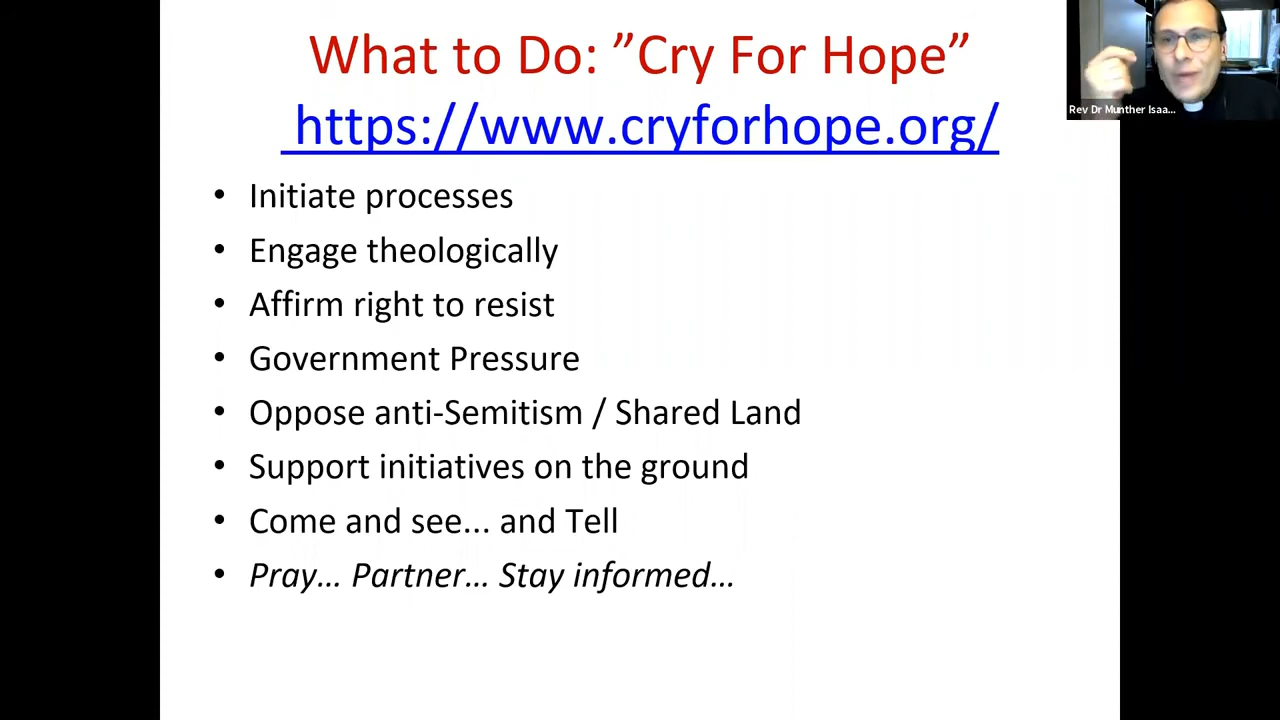 What to Do: ”Cry For Hope”
https://www.cryforhope.org/
Rev Dr Munther Isaa...
• Initiate processes
• Engage theologically
• Affirm right to resist
• Government Pressure
• Oppose anti-Semitism / Shared Land
• Support initiatives on the ground
• Come and see... and Tell
• Pray… Partner… Stay informed…